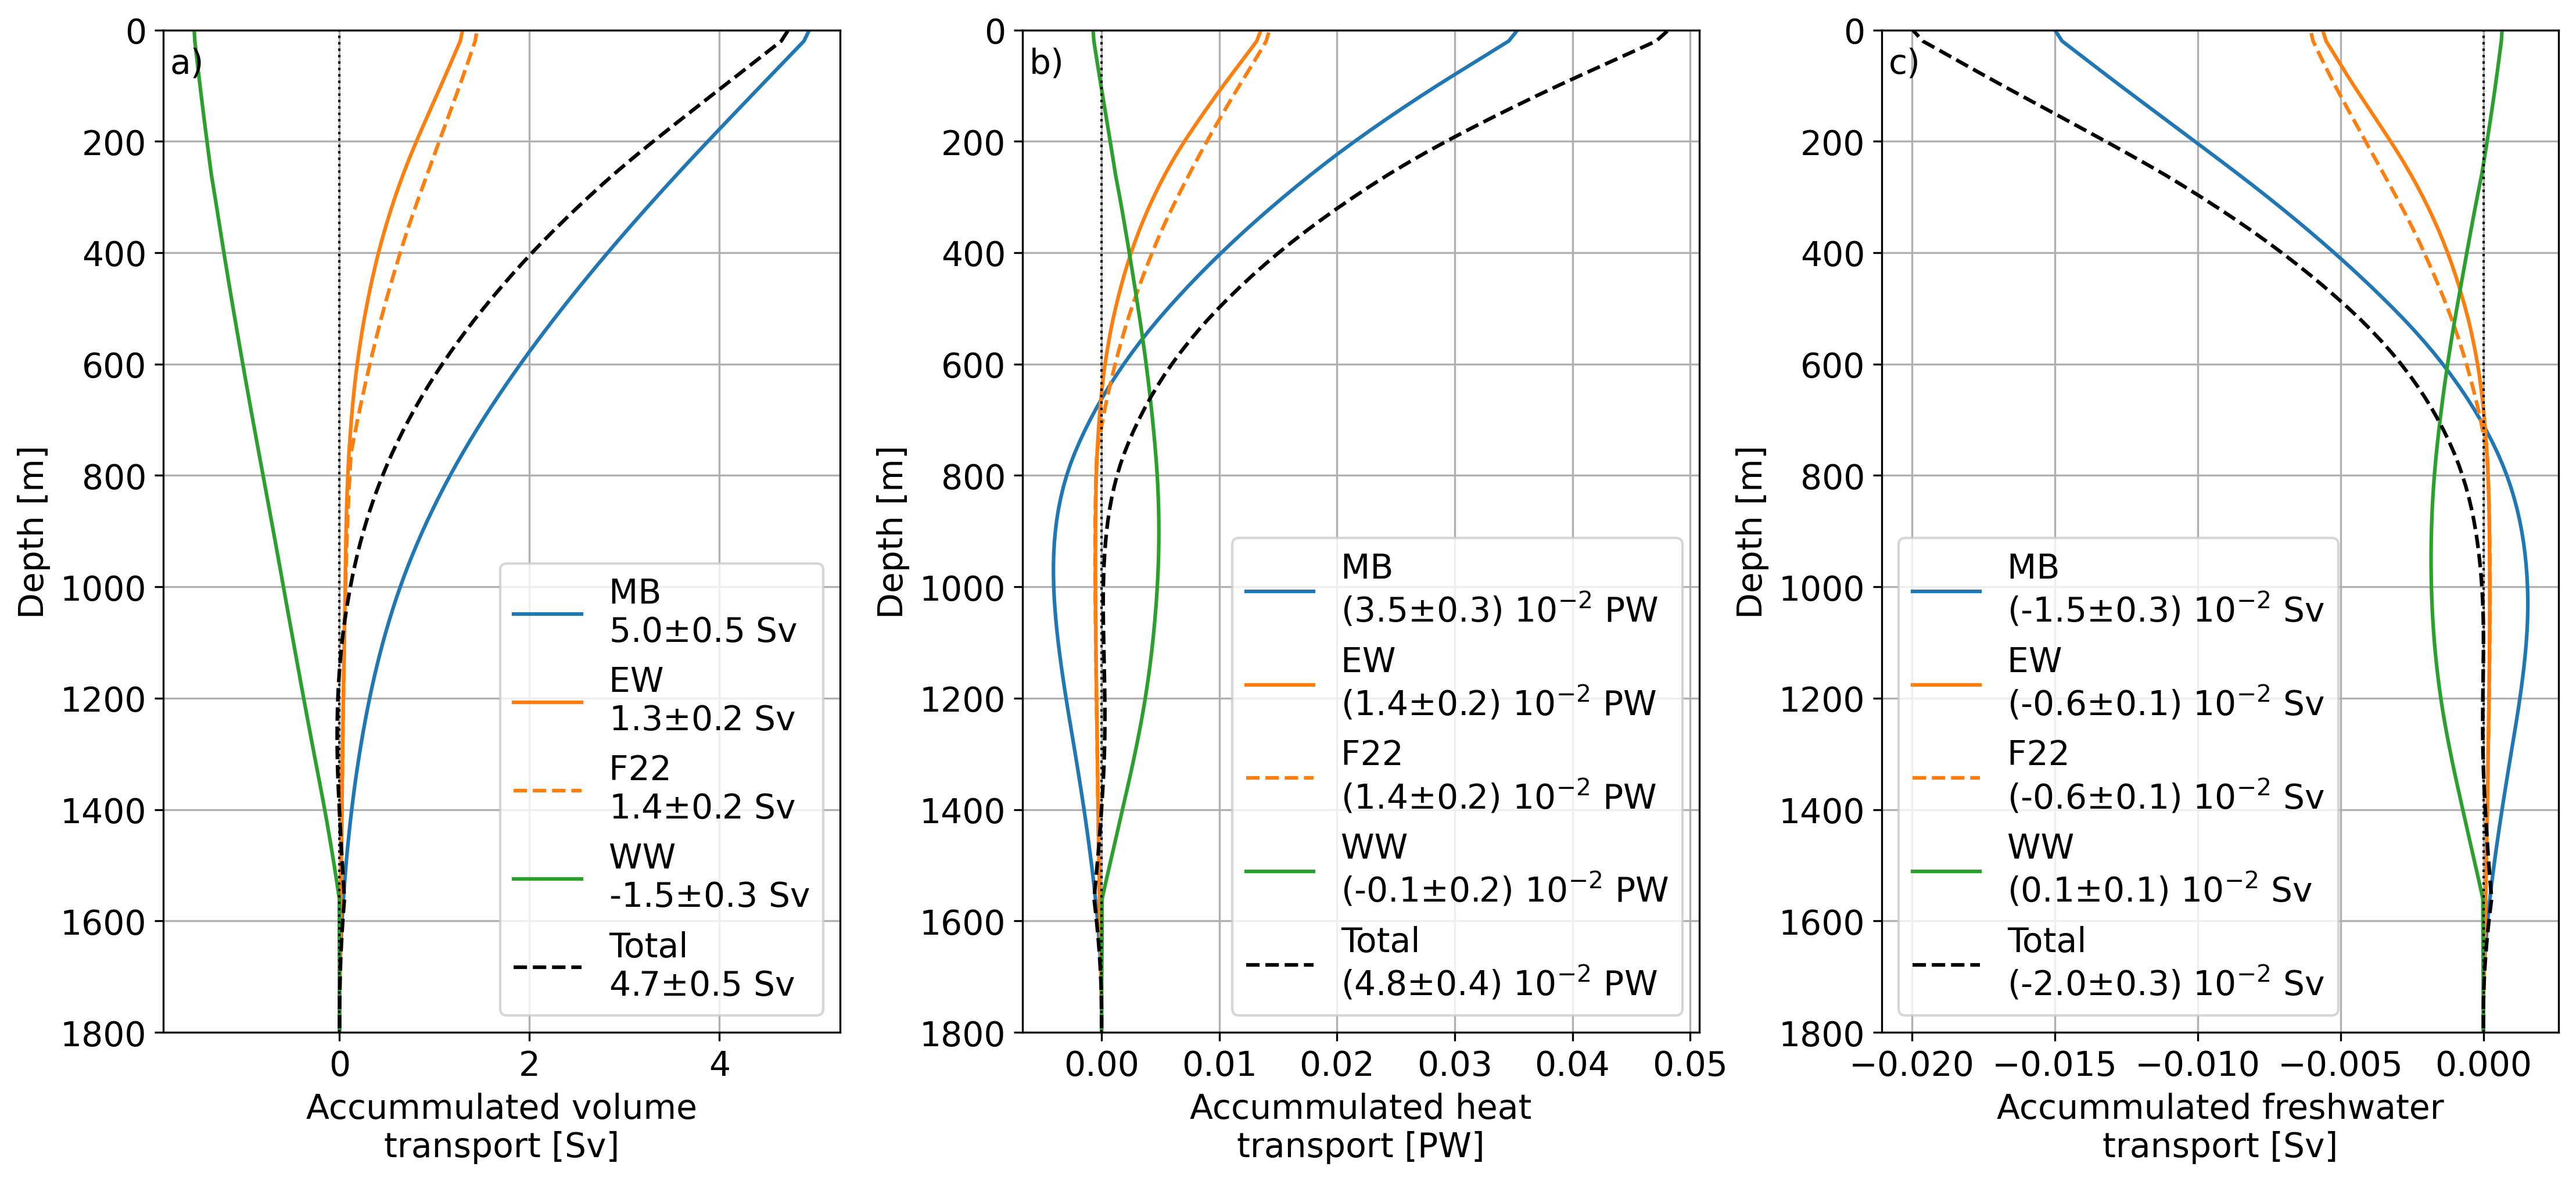 a)
0
200
400
600
800
1000
1200
1400
1600
1800
Depth [m]
0 2 4
Accummulated volume
transport [Sv]
MB
5.0±0.5 Sv
EW
1.3±0.2 Sv
F22
1.4±0.2 Sv
WW
-1.5±0.3 Sv
Total
4.7±0.5 Sv
b)
0
200
400
600
800
1000
1200
1400
1600
1800
Depth [m]
0.00 0.01 0.02 0.03 0.04 0.05
Accummulated heat
transport [PW]
MB
(3.5±0.3) 10⁻² PW
EW
(1.4±0.2) 10⁻² PW
F22
(1.4±0.2) 10⁻² PW
WW
(-0.1±0.2) 10⁻² PW
Total
(4.8±0.4) 10⁻² PW
c)
0
200
400
600
800
1000
1200
1400
1600
1800
Depth [m]
−0.020 −0.015 −0.010 −0.005 0.000
Accummulated freshwater
transport [Sv]
MB
(-1.5±0.3) 10⁻² Sv
EW
(-0.6±0.1) 10⁻² Sv
F22
(-0.6±0.1) 10⁻² Sv
WW
(0.1±0.1) 10⁻² Sv
Total
(-2.0±0.3) 10⁻² Sv